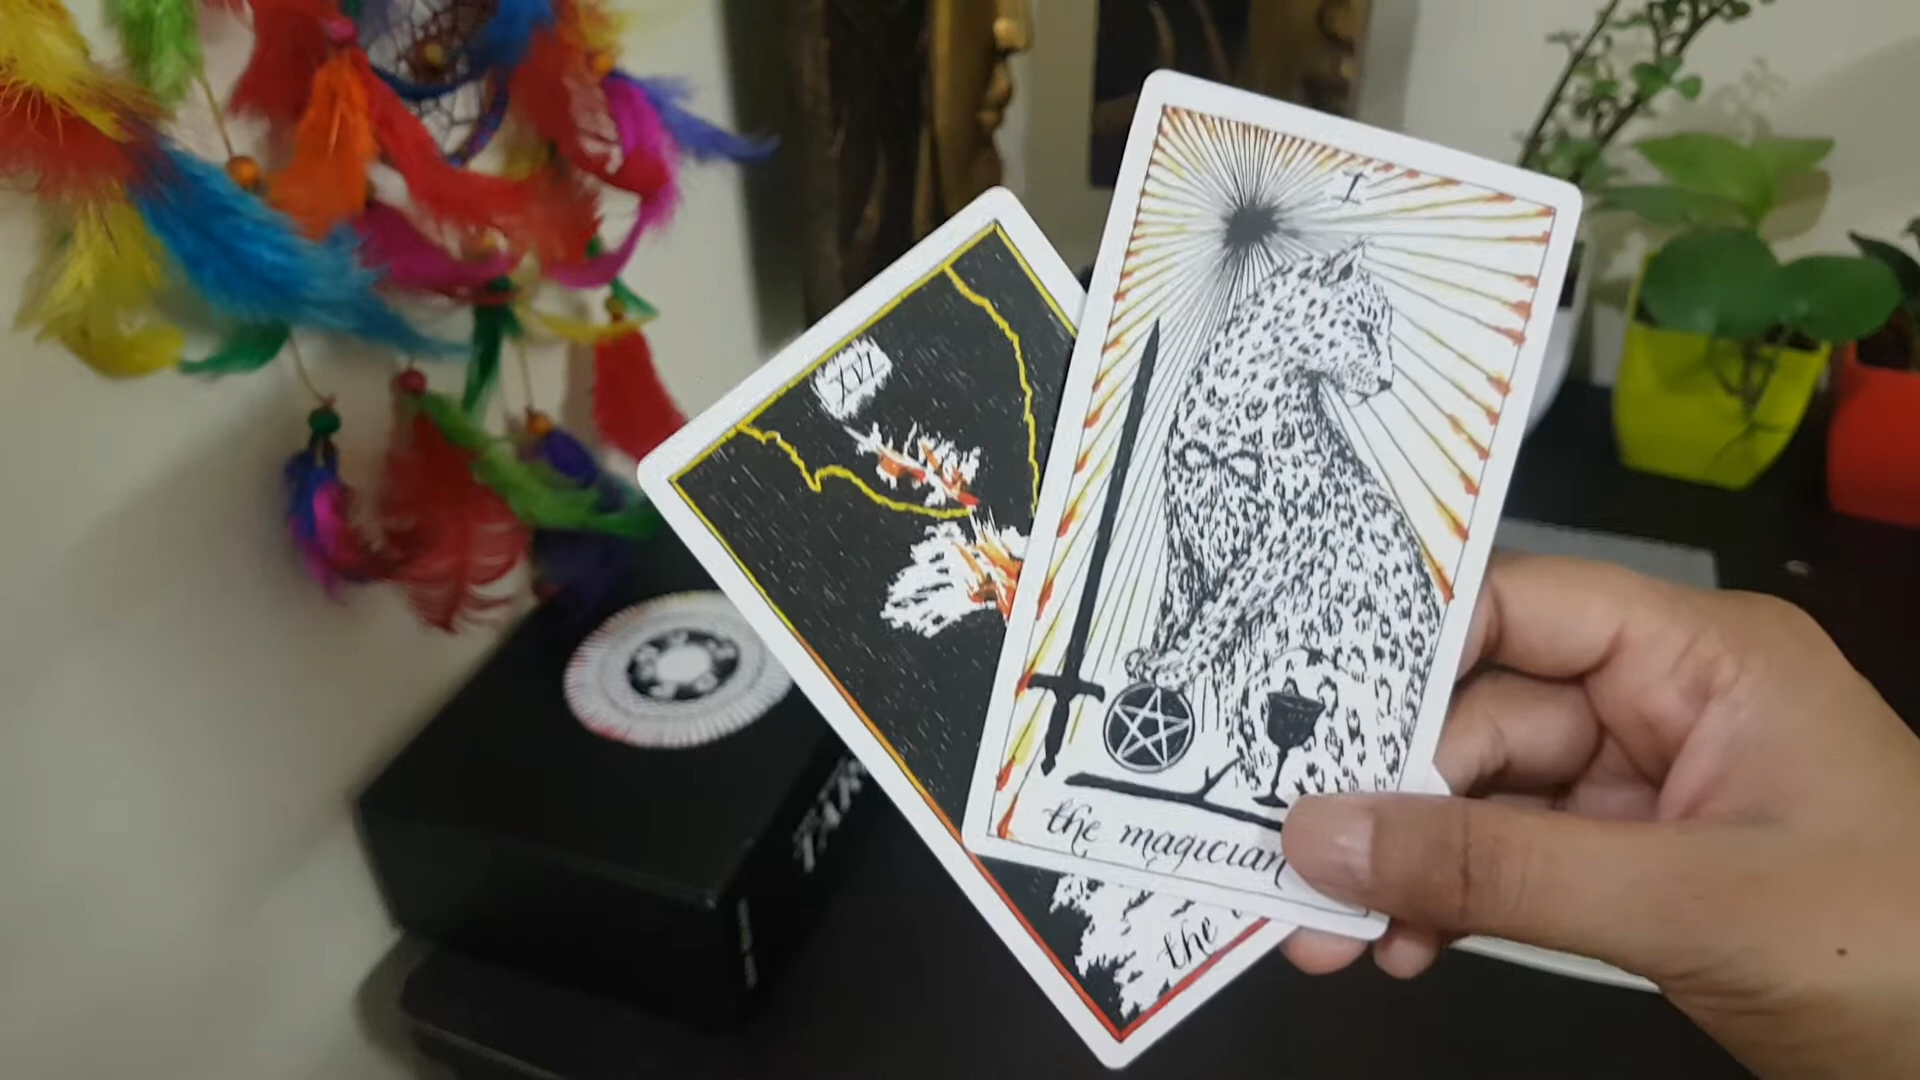 I
the magician
XVI
the